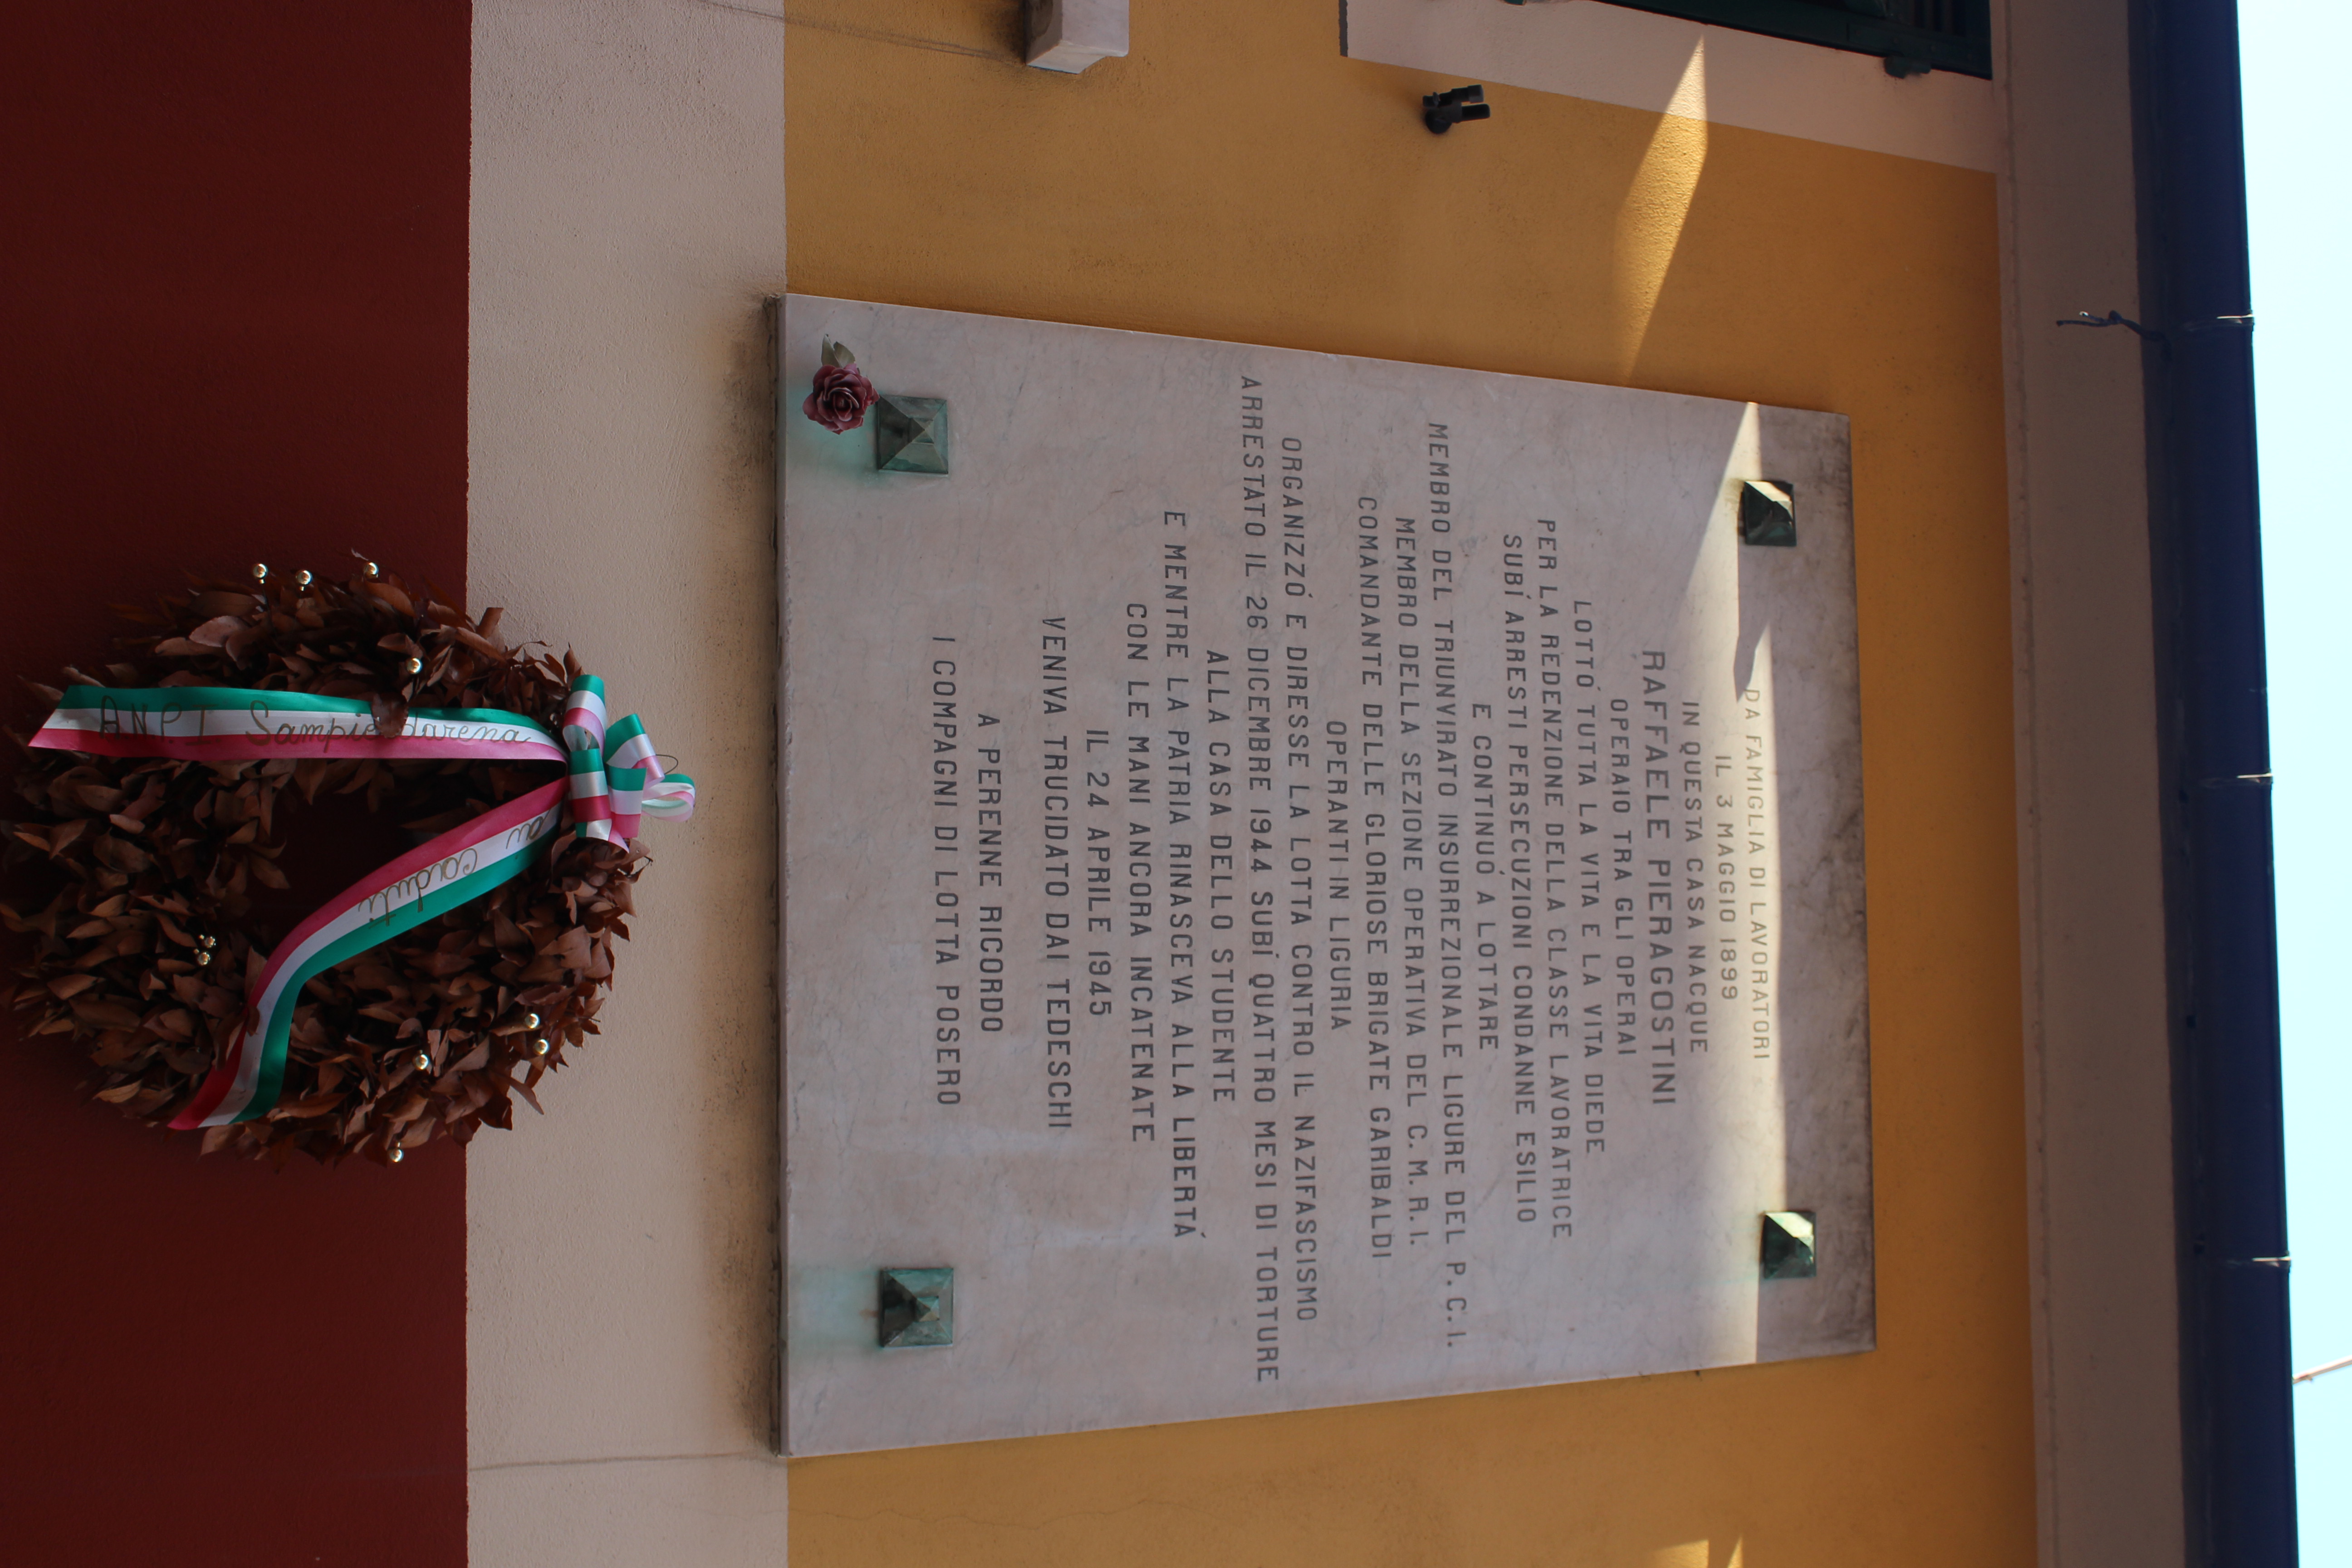 DA FAMIGLIA DI LAVORATORI
IL 3 MAGGIO 1899
IN QUESTA CASA NACQUE
RAFFAELE PIERAGOSTINI
OPERAIO TRA GLI OPERAI
LOTTÓ TUTTA LA VITA E LA VITA DIEDE
PER LA REDENZIONE DELLA CLASSE LAVORATRICE
SUBÍ ARRESTI PERSECUZIONI CONDANNE ESILIO
E CONTINUÓ A LOTTARE
MEMBRO DEL TRIUNVIRATO INSURREZIONALE LIGURE DEL P. C. I.
MEMBRO DELLA SEZIONE OPERATIVA DEL C. M. R. I.
COMANDANTE DELLE GLORIOSE BRIGATE GARIBALDI
OPERANTI IN LIGURIA
ORGANIZZÓ E DIRESSE LA LOTTA CONTRO IL NAZIFASCISMO
ARRESTATO IL 26 DICEMBRE 1944 SUBÍ QUATTRO MESI DI TORTURE
ALLA CASA DELLO STUDENTE
E MENTRE LA PATRIA RINASCEVA ALLA LIBERTÁ
CON LE MANI ANCORA INCATENATE
IL 24 APRILE 1945
VENIVA TRUCIDATO DAI TEDESCHI
A PERENNE RICORDO
I COMPAGNI DI LOTTA POSERO
A.N.P.I. Sampierdarena
ai caduti